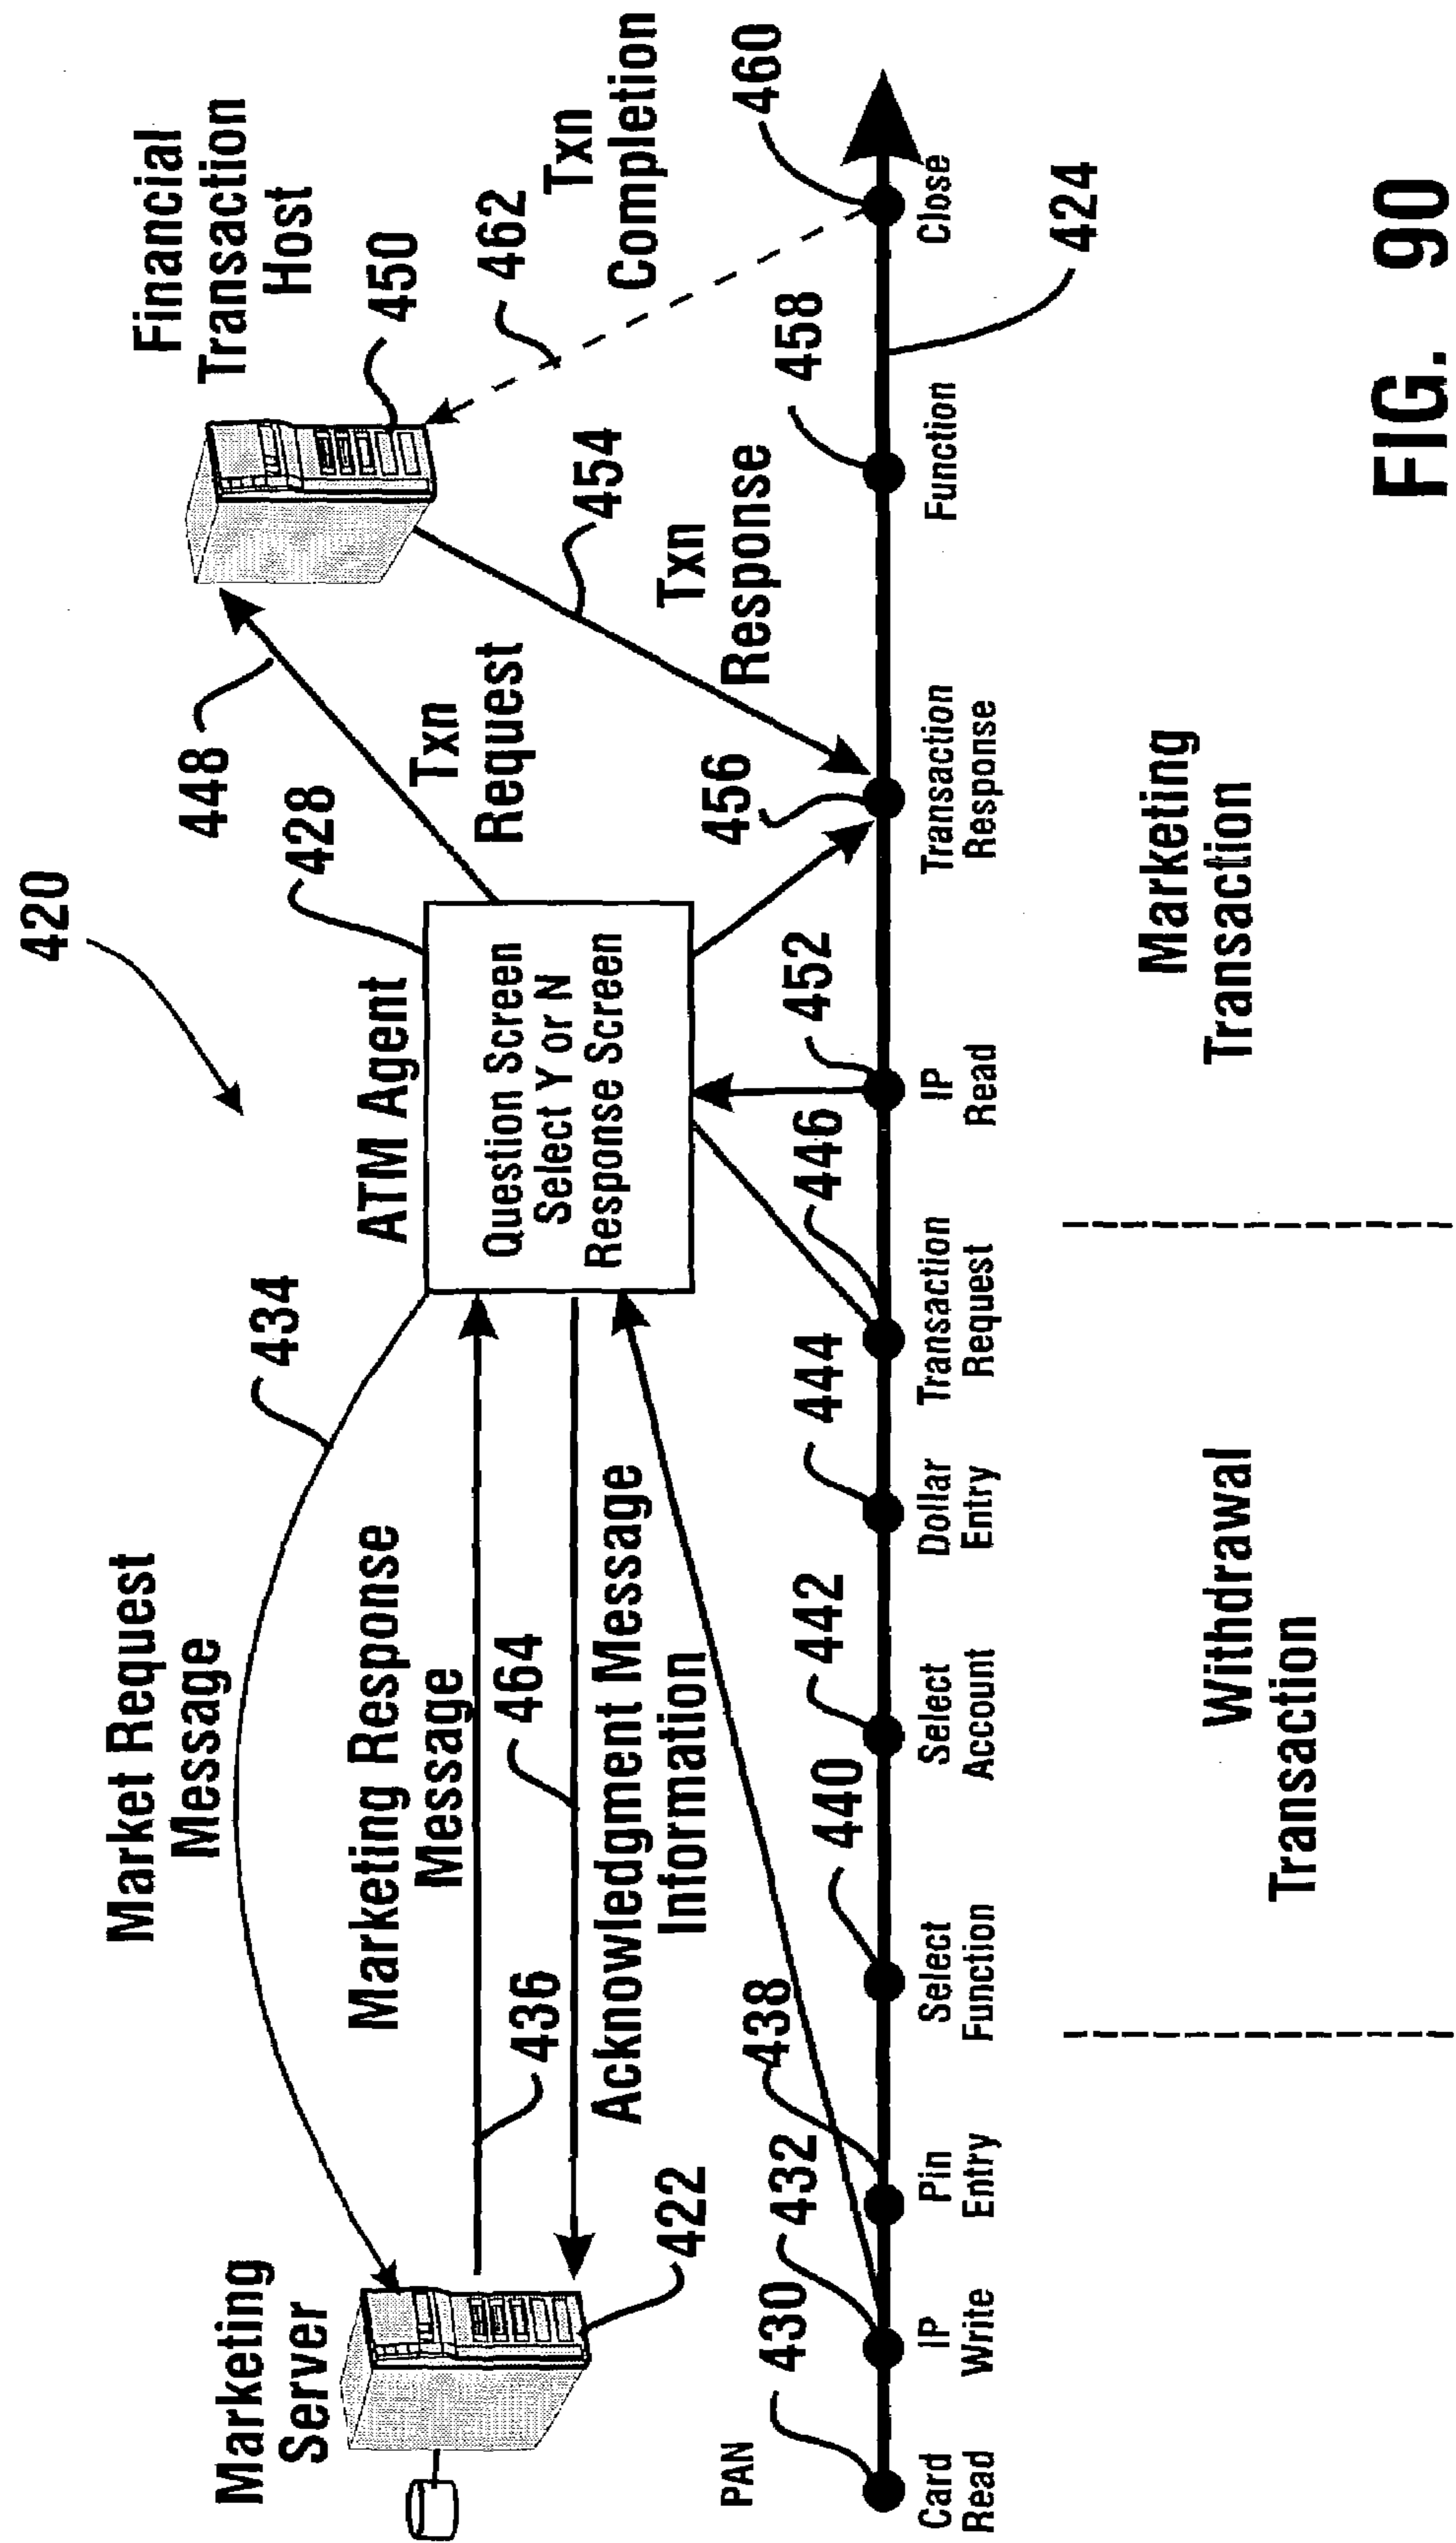 420
Financial
Transaction
Host
450
Market Request
Message
434
ATM Agent
428
448
462
Txn
Completion
Marketing
Server
Marketing Response
Message
436
464
Acknowledgment Message
Information
422
Question Screen
Select Y or N
Response Screen
Txn
Request
454
Txn
Response
PAN
430
432
438
440
442
444
446
452
456
458
460
Card
Read
IP
Write
Pin
Entry
Select
Function
Select
Account
Dollar
Entry
Transaction
Request
IP
Read
Transaction
Response
Function
Close
424
Withdrawal
Transaction
Marketing
Transaction
FIG. 90